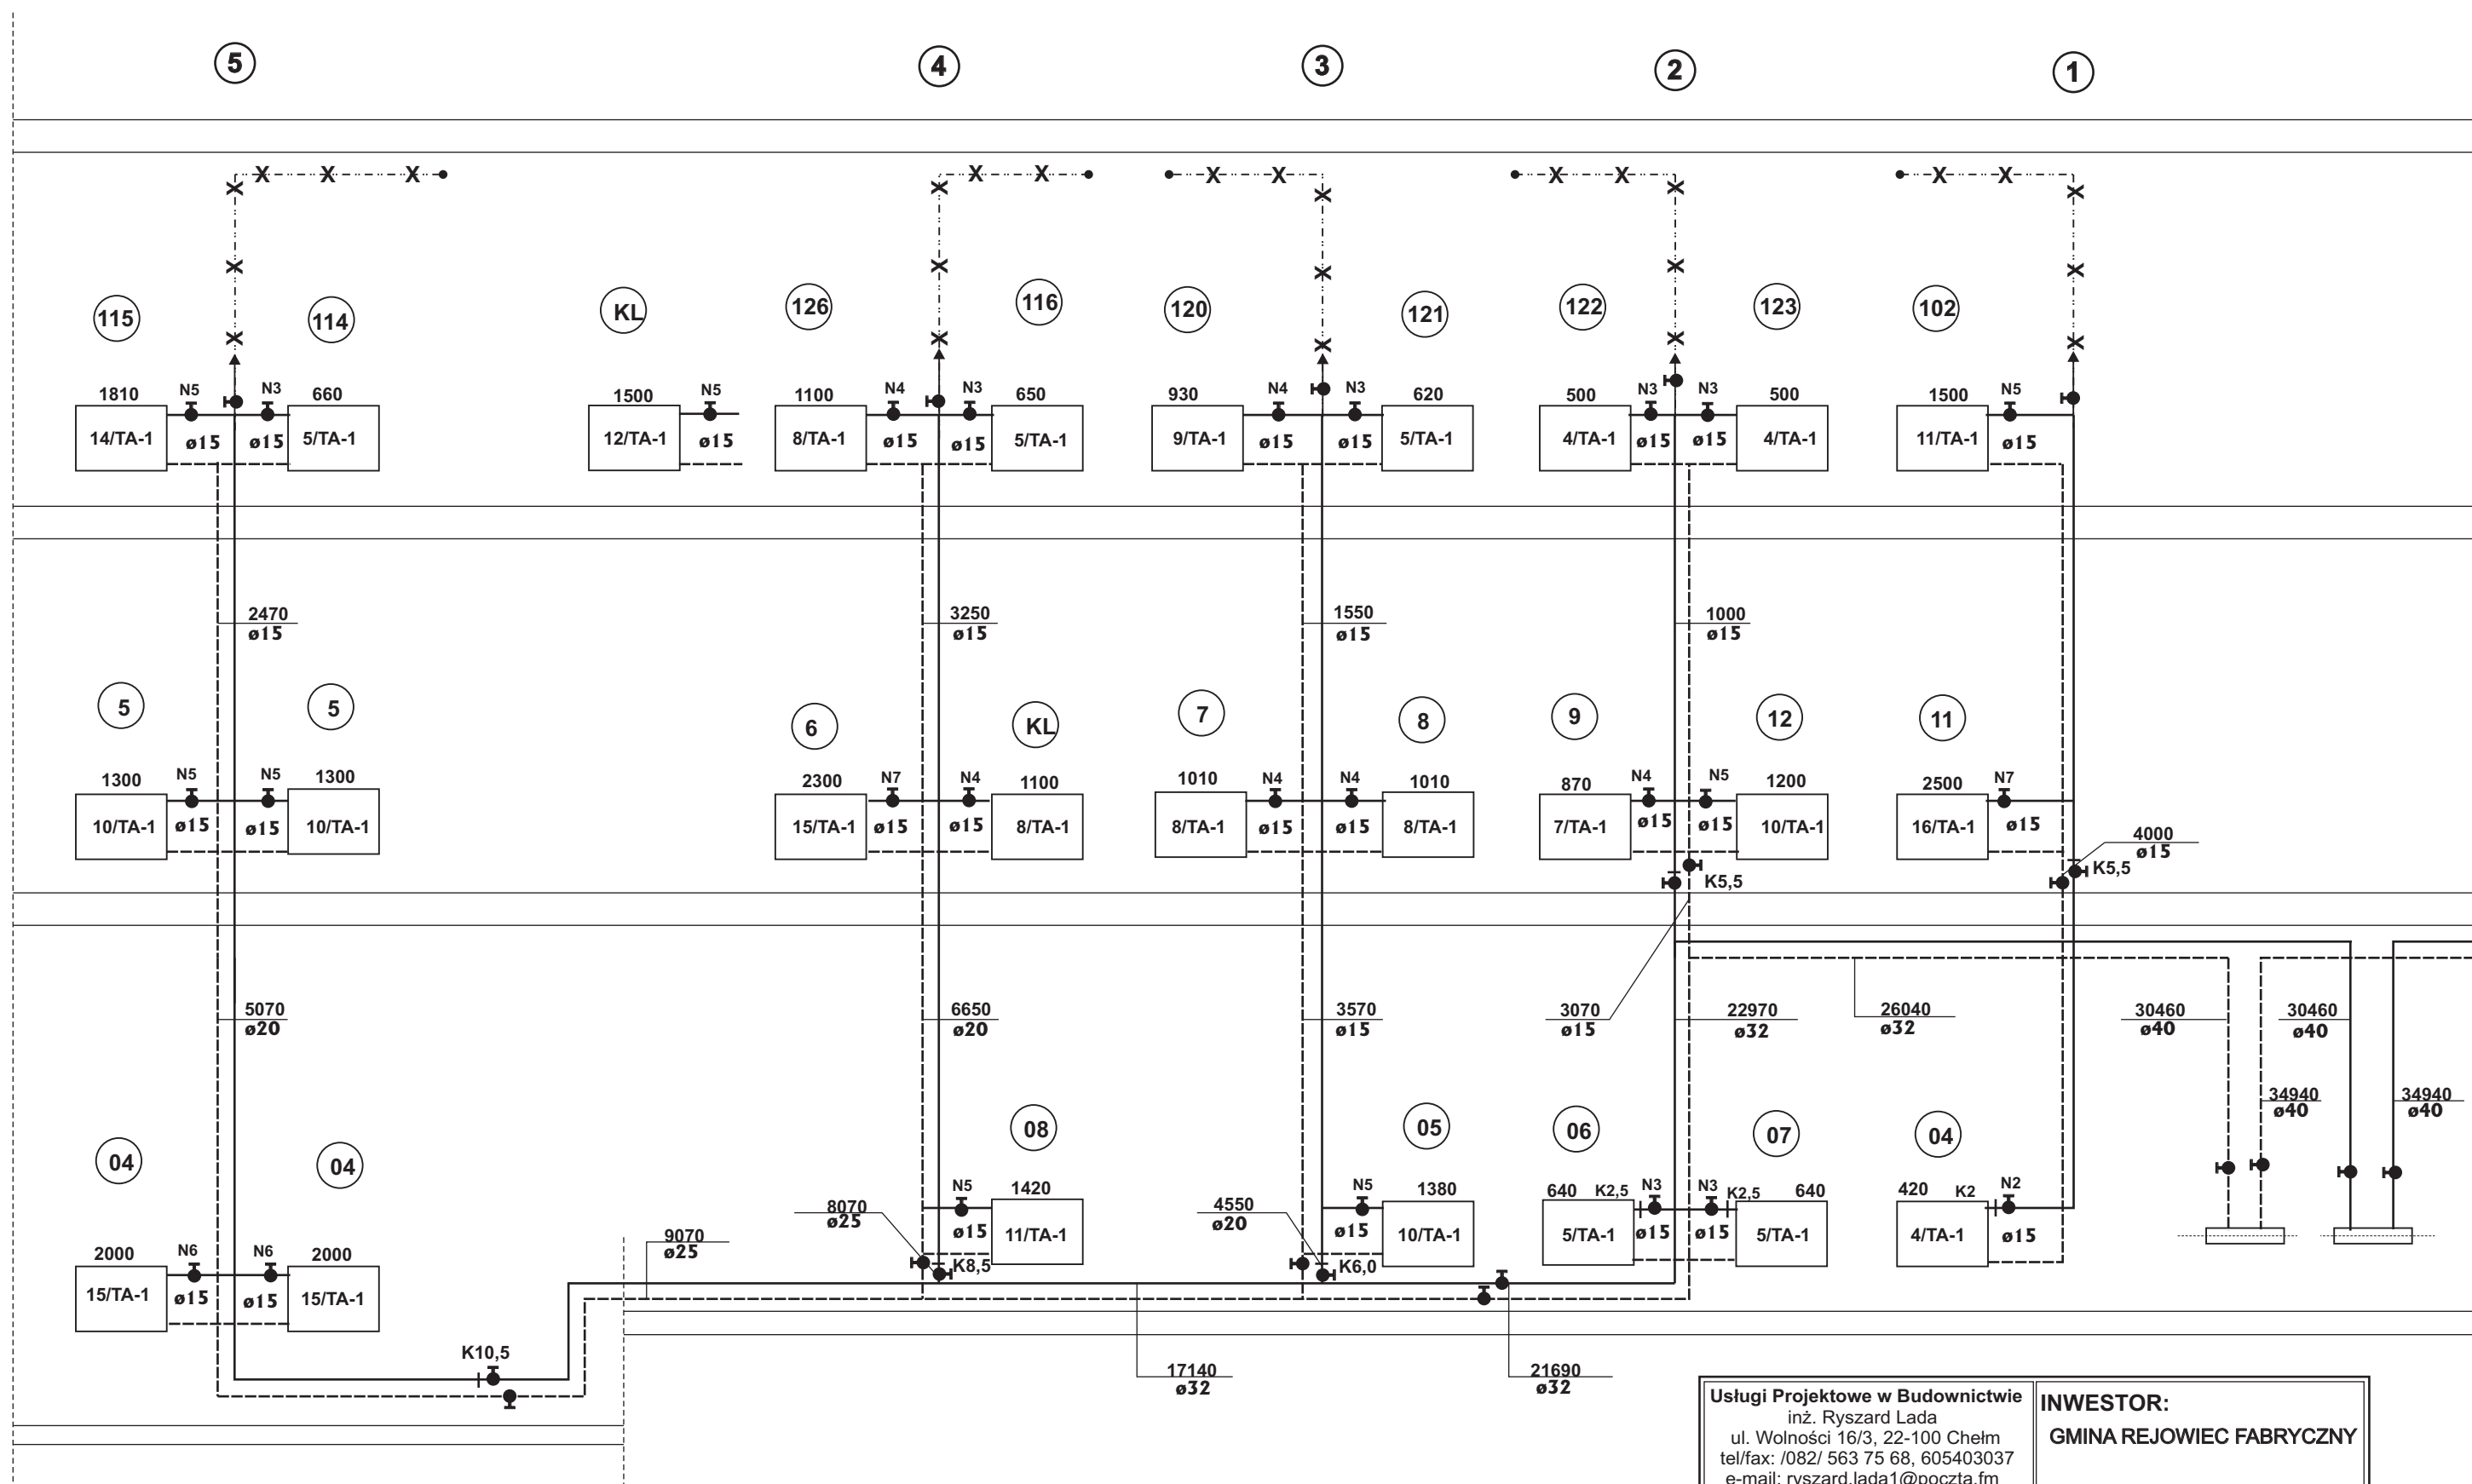 5
4
3
2
1
X X X
X X
X X
X X
X X
X X X X X
X X X X X
X X X X X
115
114
KL
126
116
120
121
122
123
102
1810 N5 N3 660
1500 N5
1100 N4 N3 650
930 N4 N3 620
500 N3 N3 500
1500 N5
14/TA-1 ø15 ø15 5/TA-1
12/TA-1 ø15
8/TA-1 ø15 ø15 5/TA-1
9/TA-1 ø15 ø15 5/TA-1
4/TA-1 ø15 ø15 4/TA-1
11/TA-1 ø15
2470
ø15
3250
ø15
1550
ø15
1000
ø15
5
5
6
KL
7
8
9
12
11
1300 N5 N5 1300
2300 N7 N4 1100
1010 N4 N4 1010
870 N4 N5 1200
2500 N7
10/TA-1 ø15 ø15 10/TA-1
15/TA-1 ø15 ø15 8/TA-1
8/TA-1 ø15 ø15 8/TA-1
7/TA-1 ø15 ø15 10/TA-1
16/TA-1 ø15
4000
ø15
K5,5
K5,5
5070
ø20
6650
ø20
3570
ø15
3070
ø15
22970
ø32
26040
ø32
30460
ø40
30460
ø40
34940
ø40
34940
ø40
04
04
08
05
06
07
04
2000 N6 N6 2000
15/TA-1 ø15 ø15 15/TA-1
9070
ø25
8070
ø25
N5 1420
ø15 11/TA-1
K8,5
4550
ø20
N5 1380
ø15 10/TA-1
K6,0
640 K2,5 N3 N3 K2,5 640
5/TA-1 ø15 ø15 5/TA-1
420 K2 N2
4/TA-1 ø15
K10,5
17140
ø32
21690
ø32
Usługi Projektowe w Budownictwie
inż. Ryszard Lada
ul. Wolności 16/3, 22-100 Chełm
tel/fax: /082/ 563 75 68, 605403037
e-mail: ryszard.lada1@poczta.fm
INWESTOR:
GMINA REJOWIEC FABRYCZNY